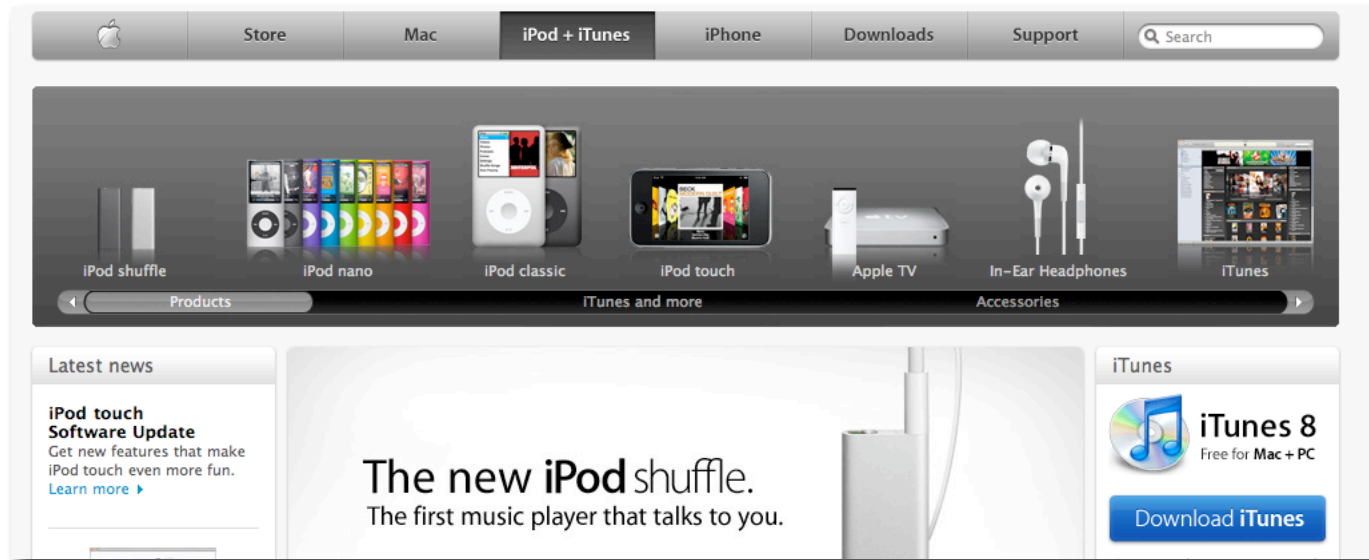 Store Mac iPod + iTunes iPhone Downloads Support Search
iPod shuffle iPod nano iPod classic iPod touch Apple TV In-Ear Headphones iTunes
Products iTunes and more Accessories
Latest news
iPod touch
Software Update
Get new features that make
iPod touch even more fun.
Learn more
The new iPod shuffle.
The first music player that talks to you.
iTunes
iTunes 8
Free for Mac + PC
Download iTunes